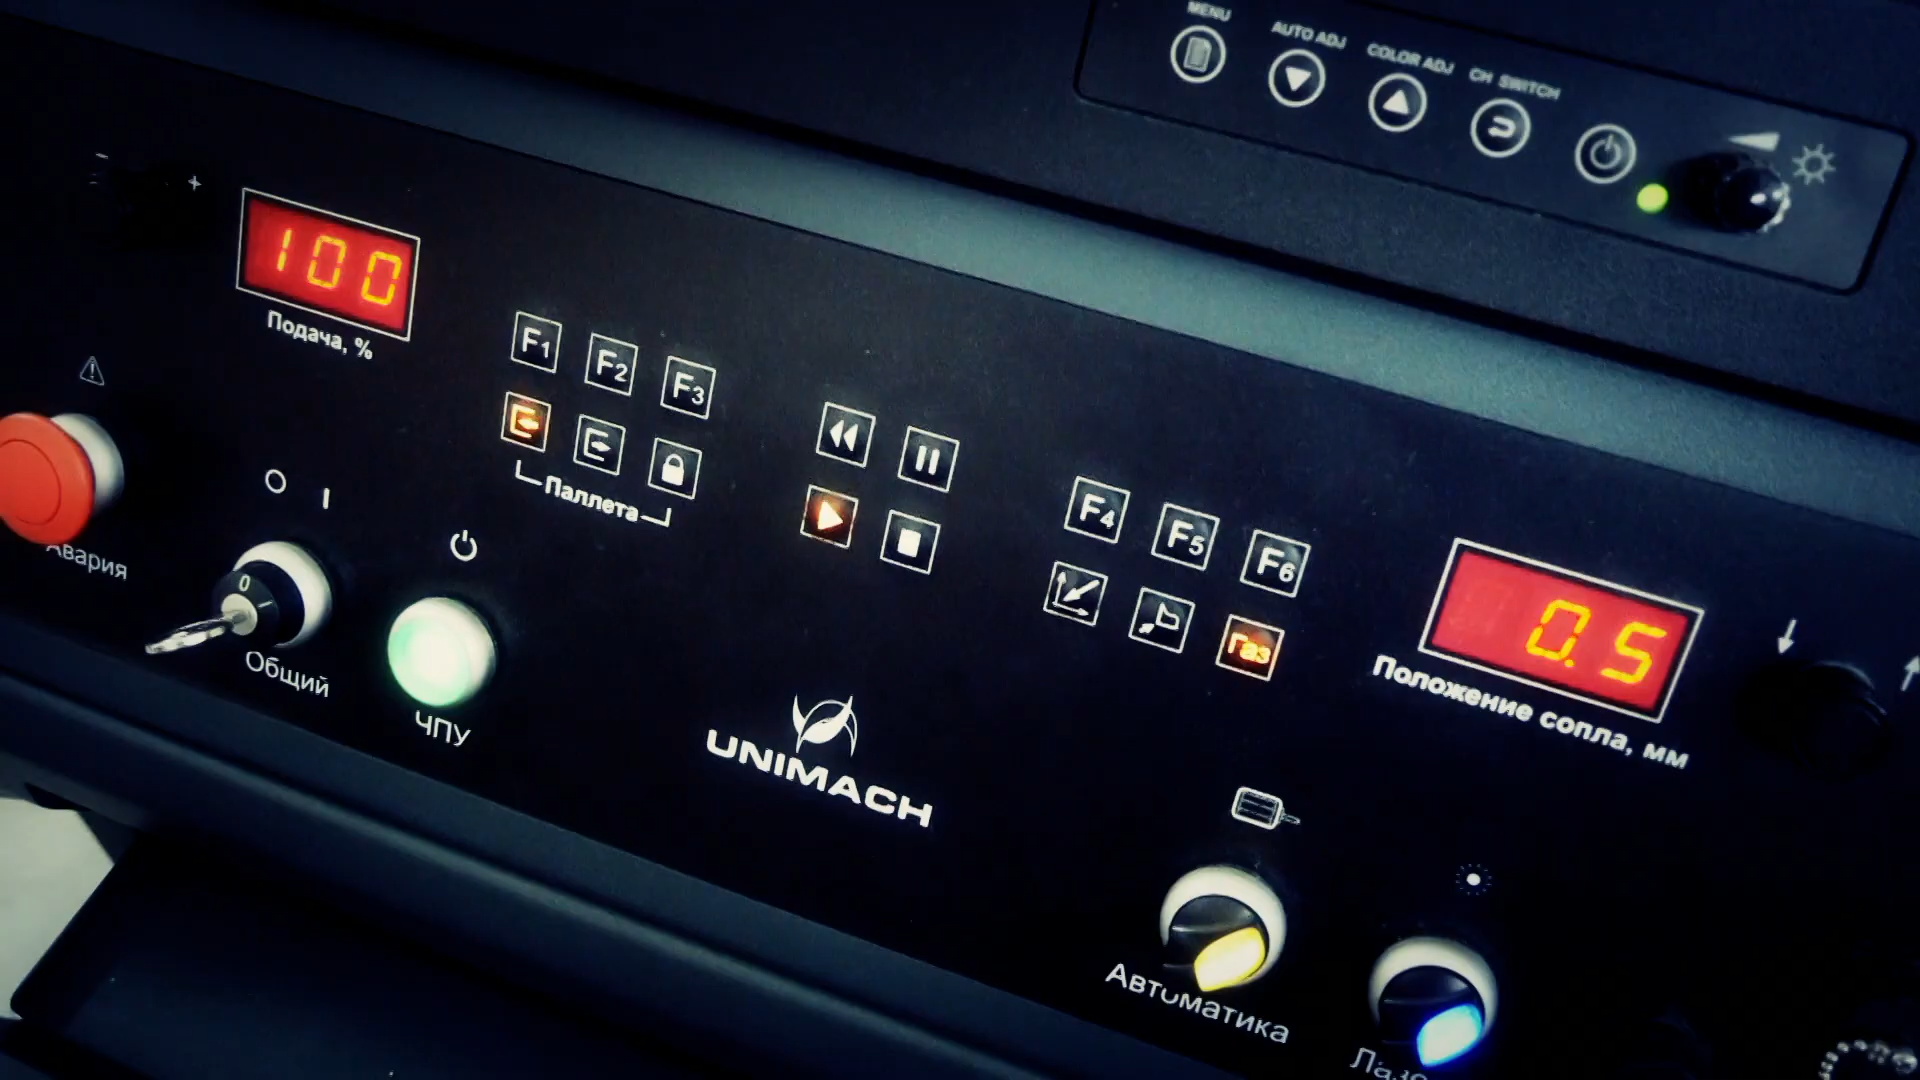 MENU
AUTO ADJ
COLOR ADJ
CH SWITCH
100
Подача, %
F1
F2
F3
Паллета
F4
F5
F6
Газ
0.5
Положение сопла, мм
Авария
0
Общий
ЧПУ
UNIMACH
Автоматика